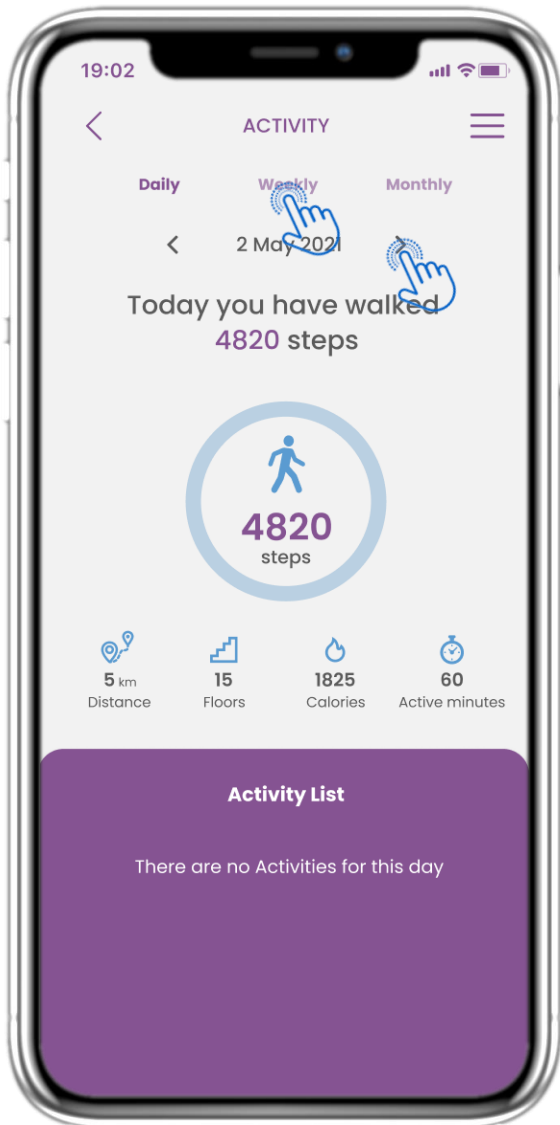 19:02
ACTIVITY
Daily Weekly Monthly
2 May 2021
Today you have walked
4820 steps
4820
steps
5 km 15 1825 60
Distance Floors Calories Active minutes
Activity List
There are no Activities for this day